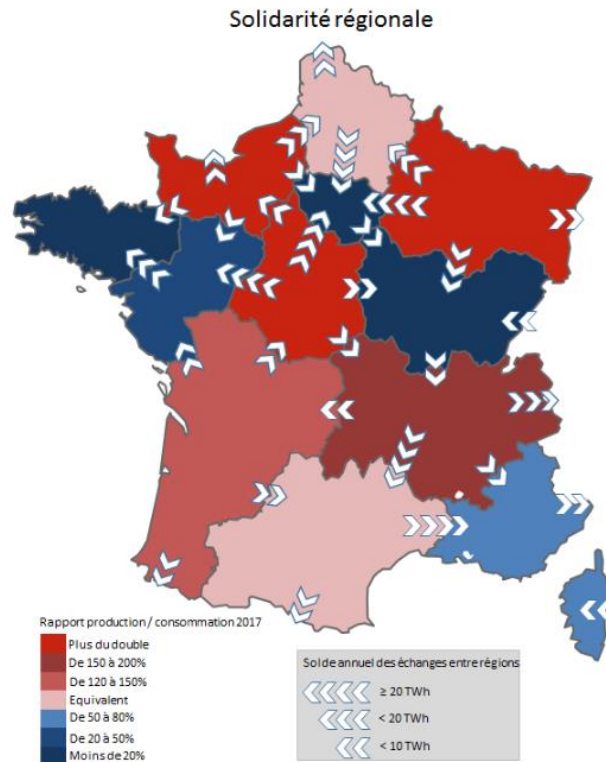 Solidarité régionale
Rapport production / consommation 2017
Plus du double
De 150 à 200%
De 120 à 150%
Equivalent
De 50 à 80%
De 20 à 50%
Moins de 20%
Solde annuel des échanges entre régions
≥ 20 TWh
< 20 TWh
< 10 TWh